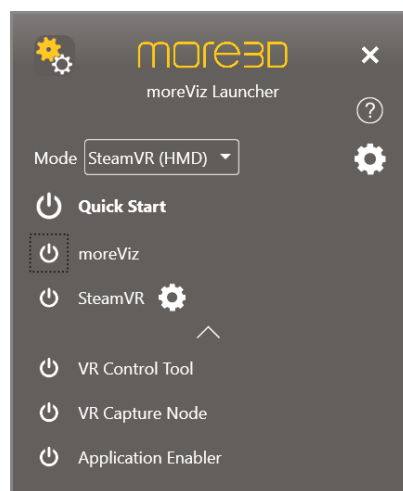 more3D
moreViz Launcher
?
Mode SteamVR (HMD)
Quick Start
moreViz
SteamVR
VR Control Tool
VR Capture Node
Application Enabler